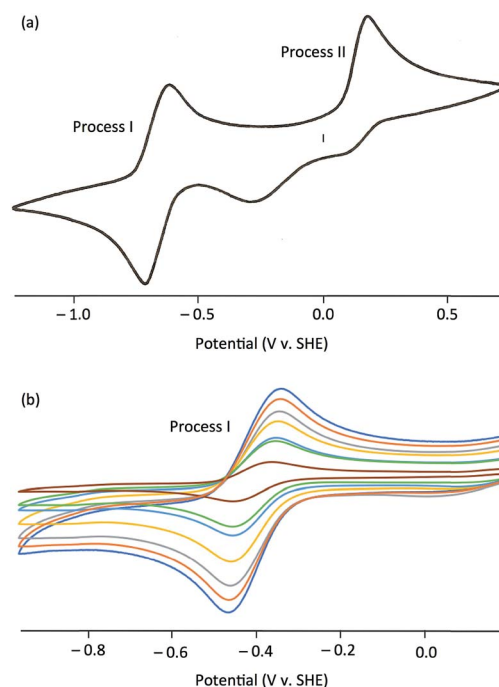 (a)
Process II
Process I
I
– 1.0 – 0.5 0.0 0.5
Potential (V v. SHE)
(b)
Process I
– 0.8 – 0.6 – 0.4 – 0.2 0.0
Potential (V v. SHE)